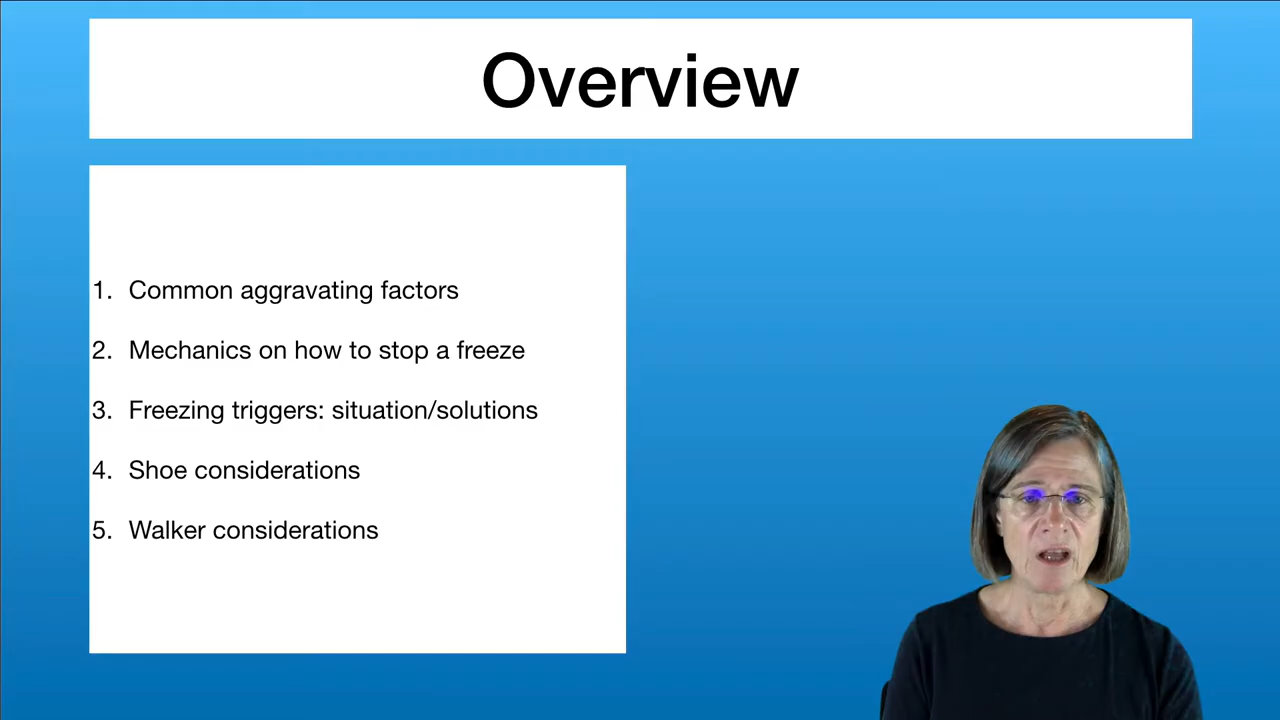 Overview
1. Common aggravating factors
2. Mechanics on how to stop a freeze
3. Freezing triggers: situation/solutions
4. Shoe considerations
5. Walker considerations